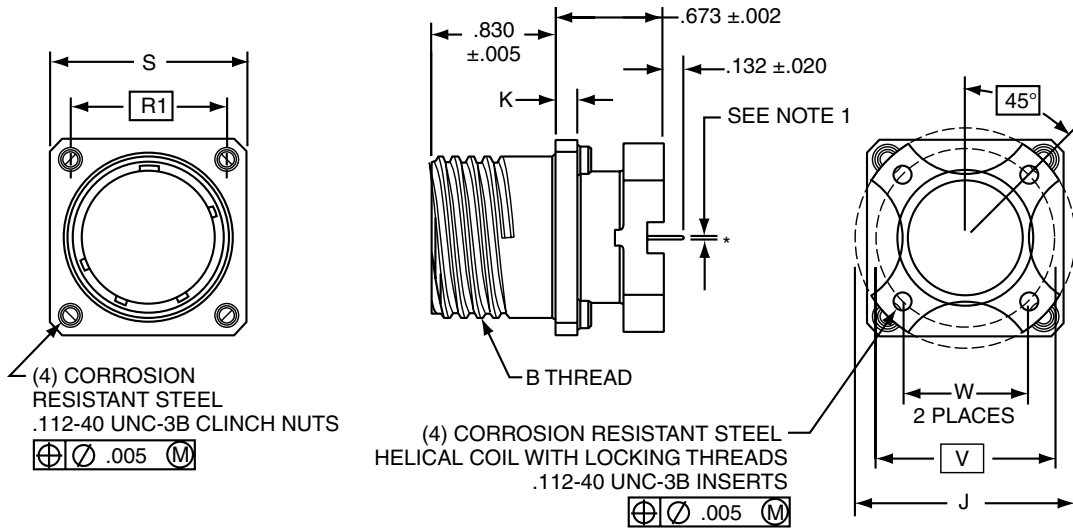 S
R1
(4) CORROSION
RESISTANT STEEL
.112-40 UNC-3B CLINCH NUTS
⌖ ∅ .005 Ⓜ
.830
±.005
.673 ±.002
.132 ±.020
K
SEE NOTE 1
*
B THREAD
45°
W
2 PLACES
V
J
(4) CORROSION RESISTANT STEEL
HELICAL COIL WITH LOCKING THREADS
.112-40 UNC-3B INSERTS
⌖ ∅ .005 Ⓜ